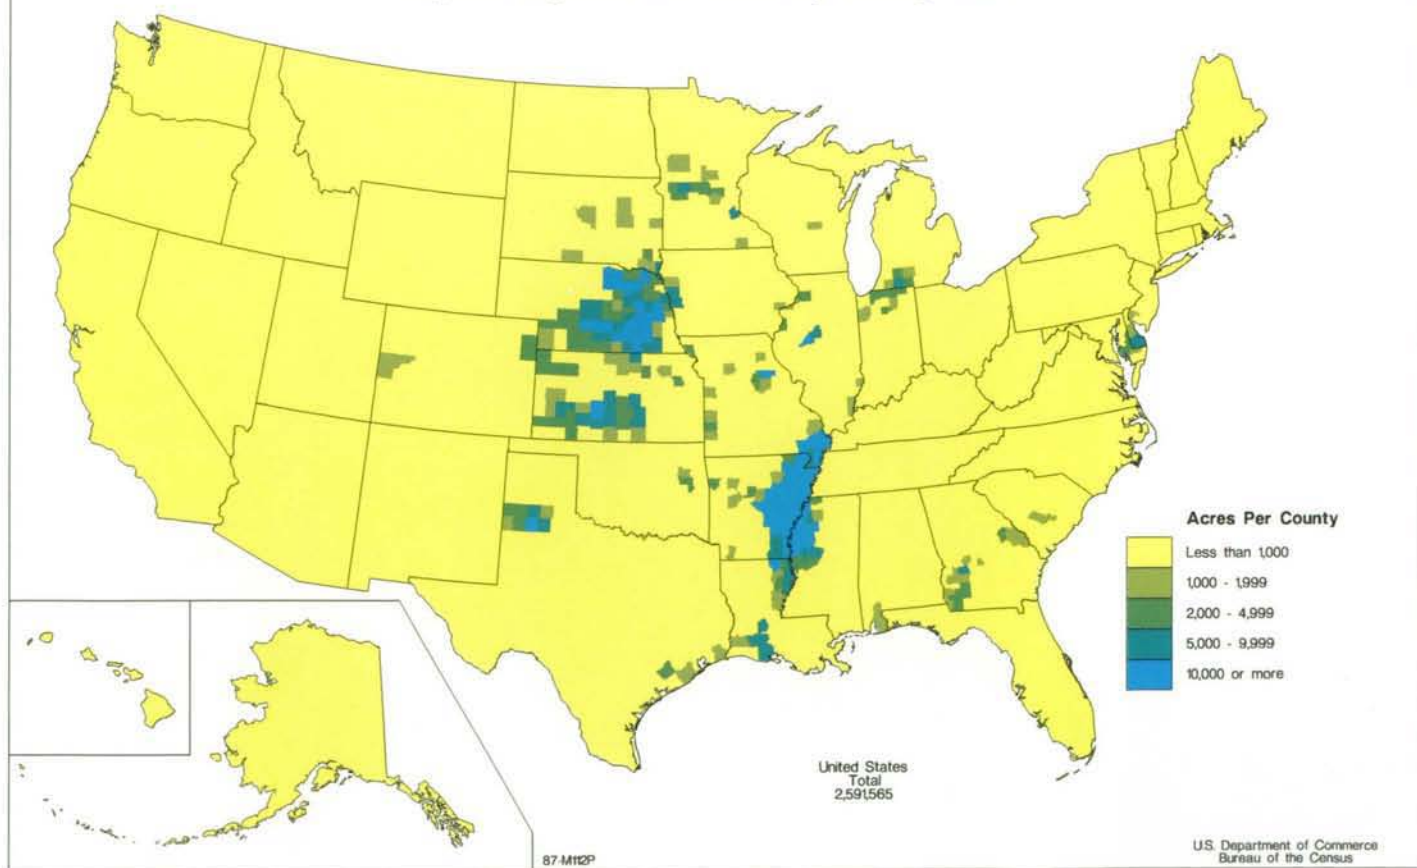 Acres Per County
Less than 1,000
1,000 - 1,999
2,000 - 4,999
5,000 - 9,999
10,000 or more
United States
Total
2,591,565
87-M112P
U.S. Department of Commerce
Bureau of the Census